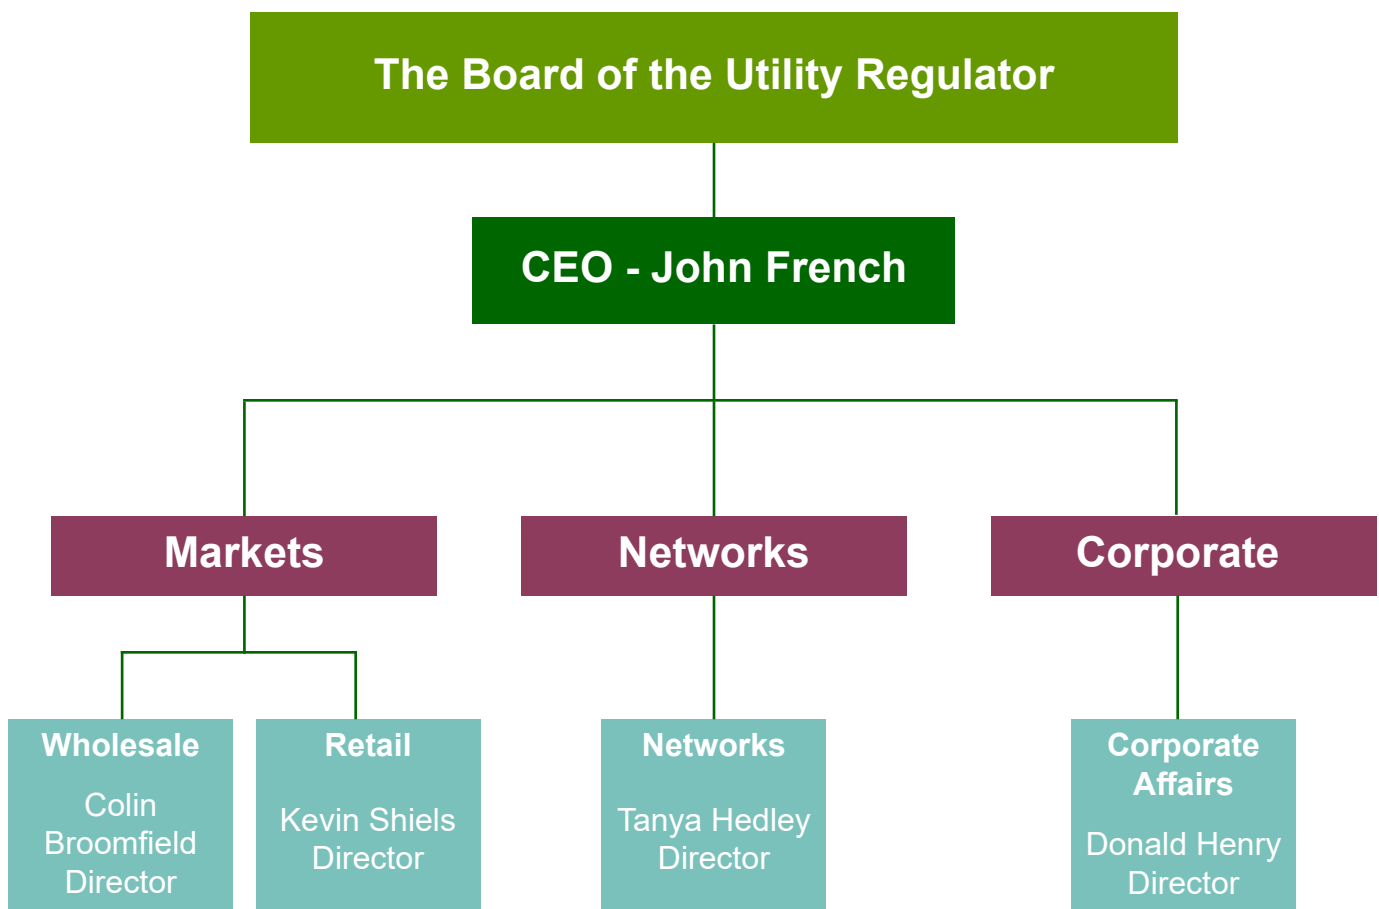 The Board of the Utility Regulator
CEO - John French
Markets
Networks
Corporate
Wholesale
Colin
Broomfield
Director
Retail
Kevin Shiels
Director
Networks
Tanya Hedley
Director
Corporate
Affairs
Donald Henry
Director